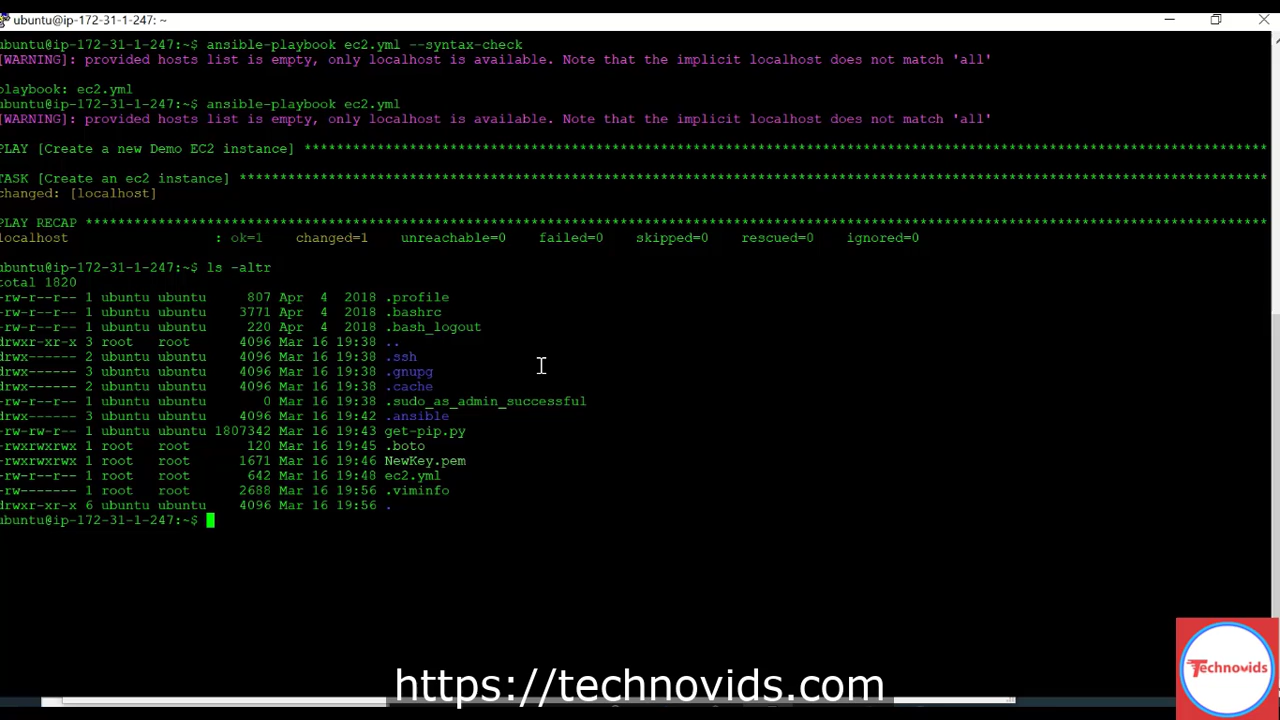 ubuntu@ip-172-31-1-247: ~
ubuntu@ip-172-31-1-247:~$ ansible-playbook ec2.yml --syntax-check
[WARNING]: provided hosts list is empty, only localhost is available. Note that the implicit localhost does not match 'all'
playbook: ec2.yml
ubuntu@ip-172-31-1-247:~$ ansible-playbook ec2.yml
[WARNING]: provided hosts list is empty, only localhost is available. Note that the implicit localhost does not match 'all'
PLAY [Create a new Demo EC2 instance] ************************************************************************************************************************
TASK [Create an ec2 instance] ********************************************************************************************************************************
changed: [localhost]
PLAY RECAP ***************************************************************************************************************************************************
localhost                  : ok=1    changed=1    unreachable=0    failed=0    skipped=0    rescued=0    ignored=0
ubuntu@ip-172-31-1-247:~$ ls -altr
total 1820
-rw-r--r-- 1 ubuntu ubuntu     807 Apr  4  2018 .profile
-rw-r--r-- 1 ubuntu ubuntu    3771 Apr  4  2018 .bashrc
-rw-r--r-- 1 ubuntu ubuntu     220 Apr  4  2018 .bash_logout
drwxr-xr-x 3 root   root      4096 Mar 16 19:38 ..
drwx------ 2 ubuntu ubuntu    4096 Mar 16 19:38 .ssh
drwx------ 3 ubuntu ubuntu    4096 Mar 16 19:38 .gnupg
drwx------ 2 ubuntu ubuntu    4096 Mar 16 19:38 .cache
-rw-r--r-- 1 ubuntu ubuntu       0 Mar 16 19:38 .sudo_as_admin_successful
drwx------ 3 ubuntu ubuntu    4096 Mar 16 19:42 .ansible
-rw-rw-r-- 1 ubuntu ubuntu 1807342 Mar 16 19:43 get-pip.py
-rwxrwxrwx 1 root   root       120 Mar 16 19:45 .boto
-rwxrwxrwx 1 root   root      1671 Mar 16 19:46 NewKey.pem
-rw-r--r-- 1 root   root       642 Mar 16 19:48 ec2.yml
-rw------- 1 root   root      2688 Mar 16 19:56 .viminfo
drwxr-xr-x 6 ubuntu ubuntu    4096 Mar 16 19:56 .
ubuntu@ip-172-31-1-247:~$
Technovids
https://technovids.com